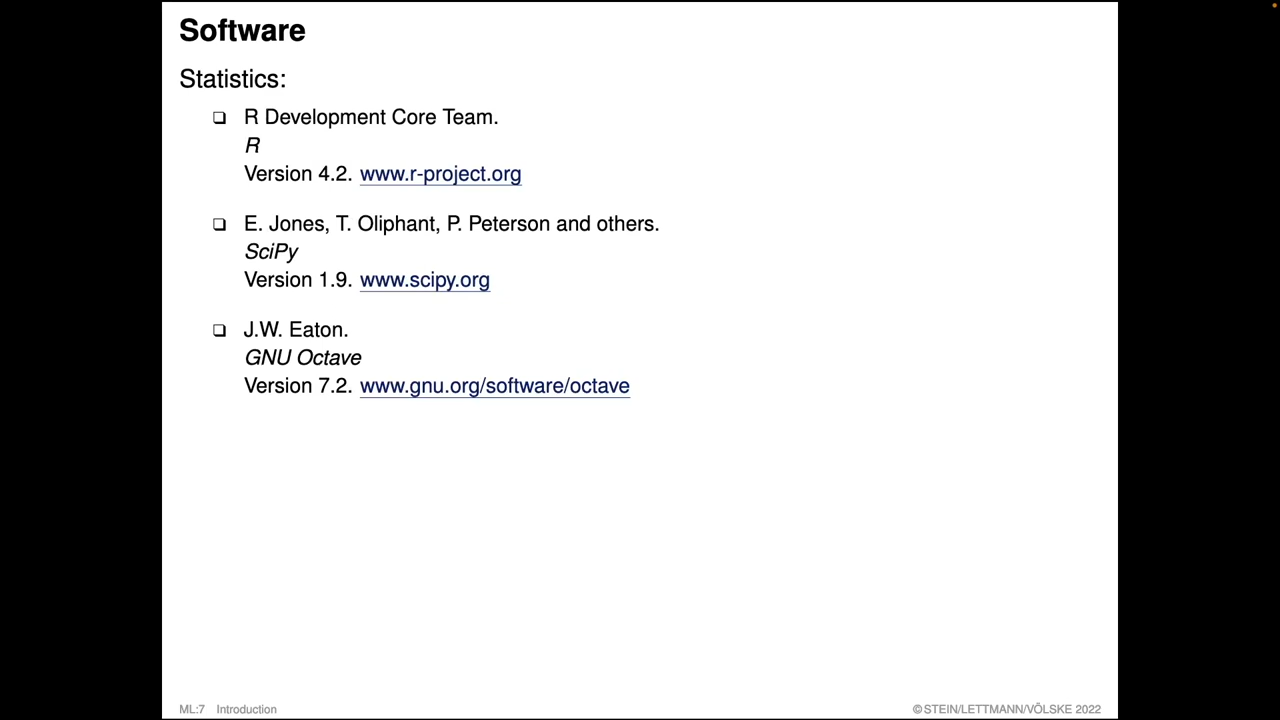 Software
Statistics:
❑ R Development Core Team.
R
Version 4.2. www.r-project.org
❑ E. Jones, T. Oliphant, P. Peterson and others.
SciPy
Version 1.9. www.scipy.org
❑ J.W. Eaton.
GNU Octave
Version 7.2. www.gnu.org/software/octave
ML:7 Introduction
© STEIN/LETTMANN/VÖLSKE 2022